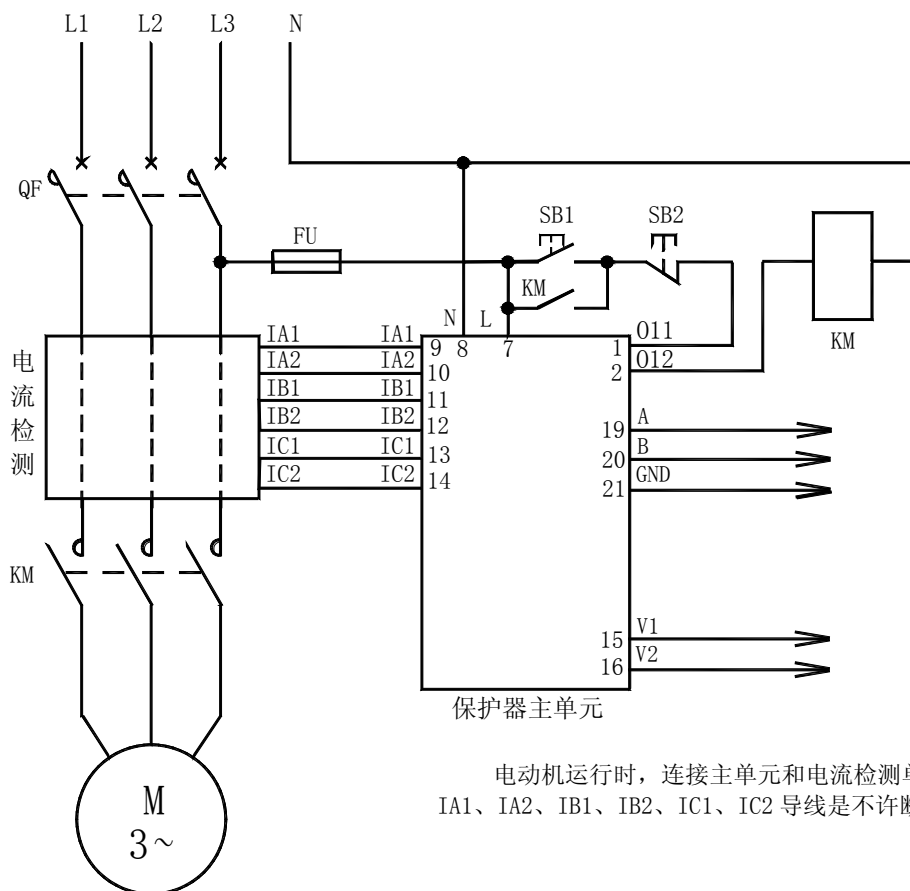 L1 L2 L3 N
QF
SB1 SB2
FU
KM
N L
KM
9 8 7
IA1 IA1
IA2 IA2 10
IB1 IB1 11
IB2 IB2 12
IC1 IC1 13
IC2 IC2 14
电流检测
1 O11
2 O12
19 A
20 B
21 GND
KM
15 V1
16 V2
保护器主单元
M
3~
电动机运行时，连接主单元和电流检测单
IA1、IA2、IB1、IB2、IC1、IC2 导线是不许断